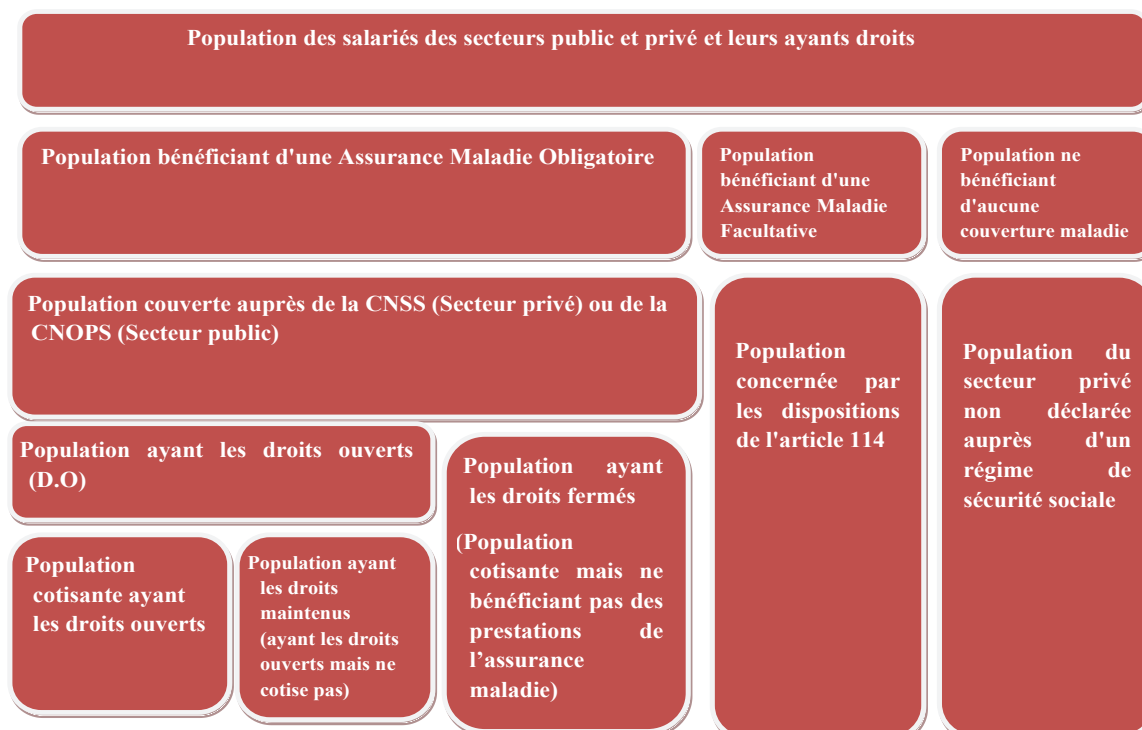 Population des salariés des secteurs public et privé et leurs ayants droits
Population bénéficiant d'une Assurance Maladie Obligatoire
Population
bénéficiant d'une
Assurance Maladie
Facultative
Population ne
bénéficiant
d'aucune
couverture maladie
Population couverte auprès de la CNSS (Secteur privé) ou de la
CNOPS (Secteur public)
Population
concernée par
les dispositions
de l'article 114
Population du
secteur privé
non déclarée
auprès d'un
régime de
sécurité sociale
Population ayant les droits ouverts
(D.O)
Population ayant
les droits fermés
(Population
cotisante mais ne
bénéficiant pas des
prestations de
l’assurance
maladie)
Population
cotisante ayant
les droits ouverts
Population ayant
les droits
maintenus
(ayant les droits
ouverts mais ne
cotise pas)